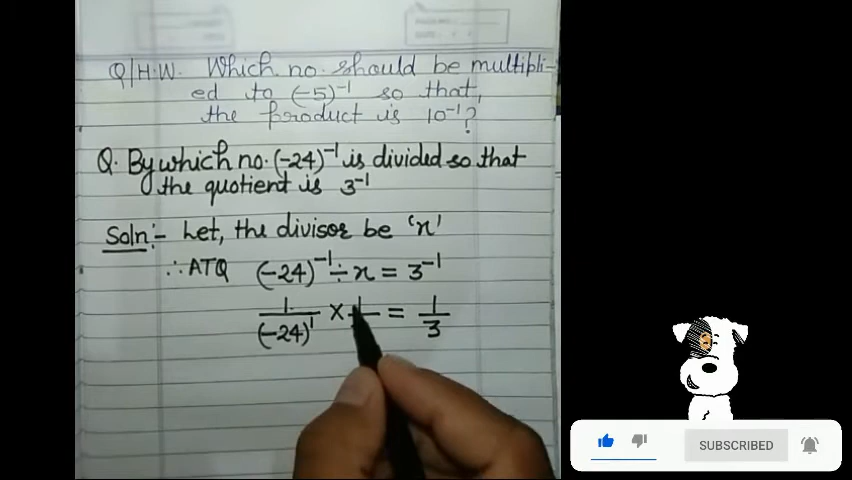 Q/H.W. Which no. should be multipli-
ed to (-5)⁻¹ so that,
the product is 10⁻¹?
Q. By which no. (-24)⁻¹ is divided so that
the quotient is 3⁻¹
Soln:- Let, the divisor be 'x'
∴ ATQ (-24)⁻¹ ÷ x = 3⁻¹
1/(-24)¹ × 1/ = 1/3
SUBSCRIBED